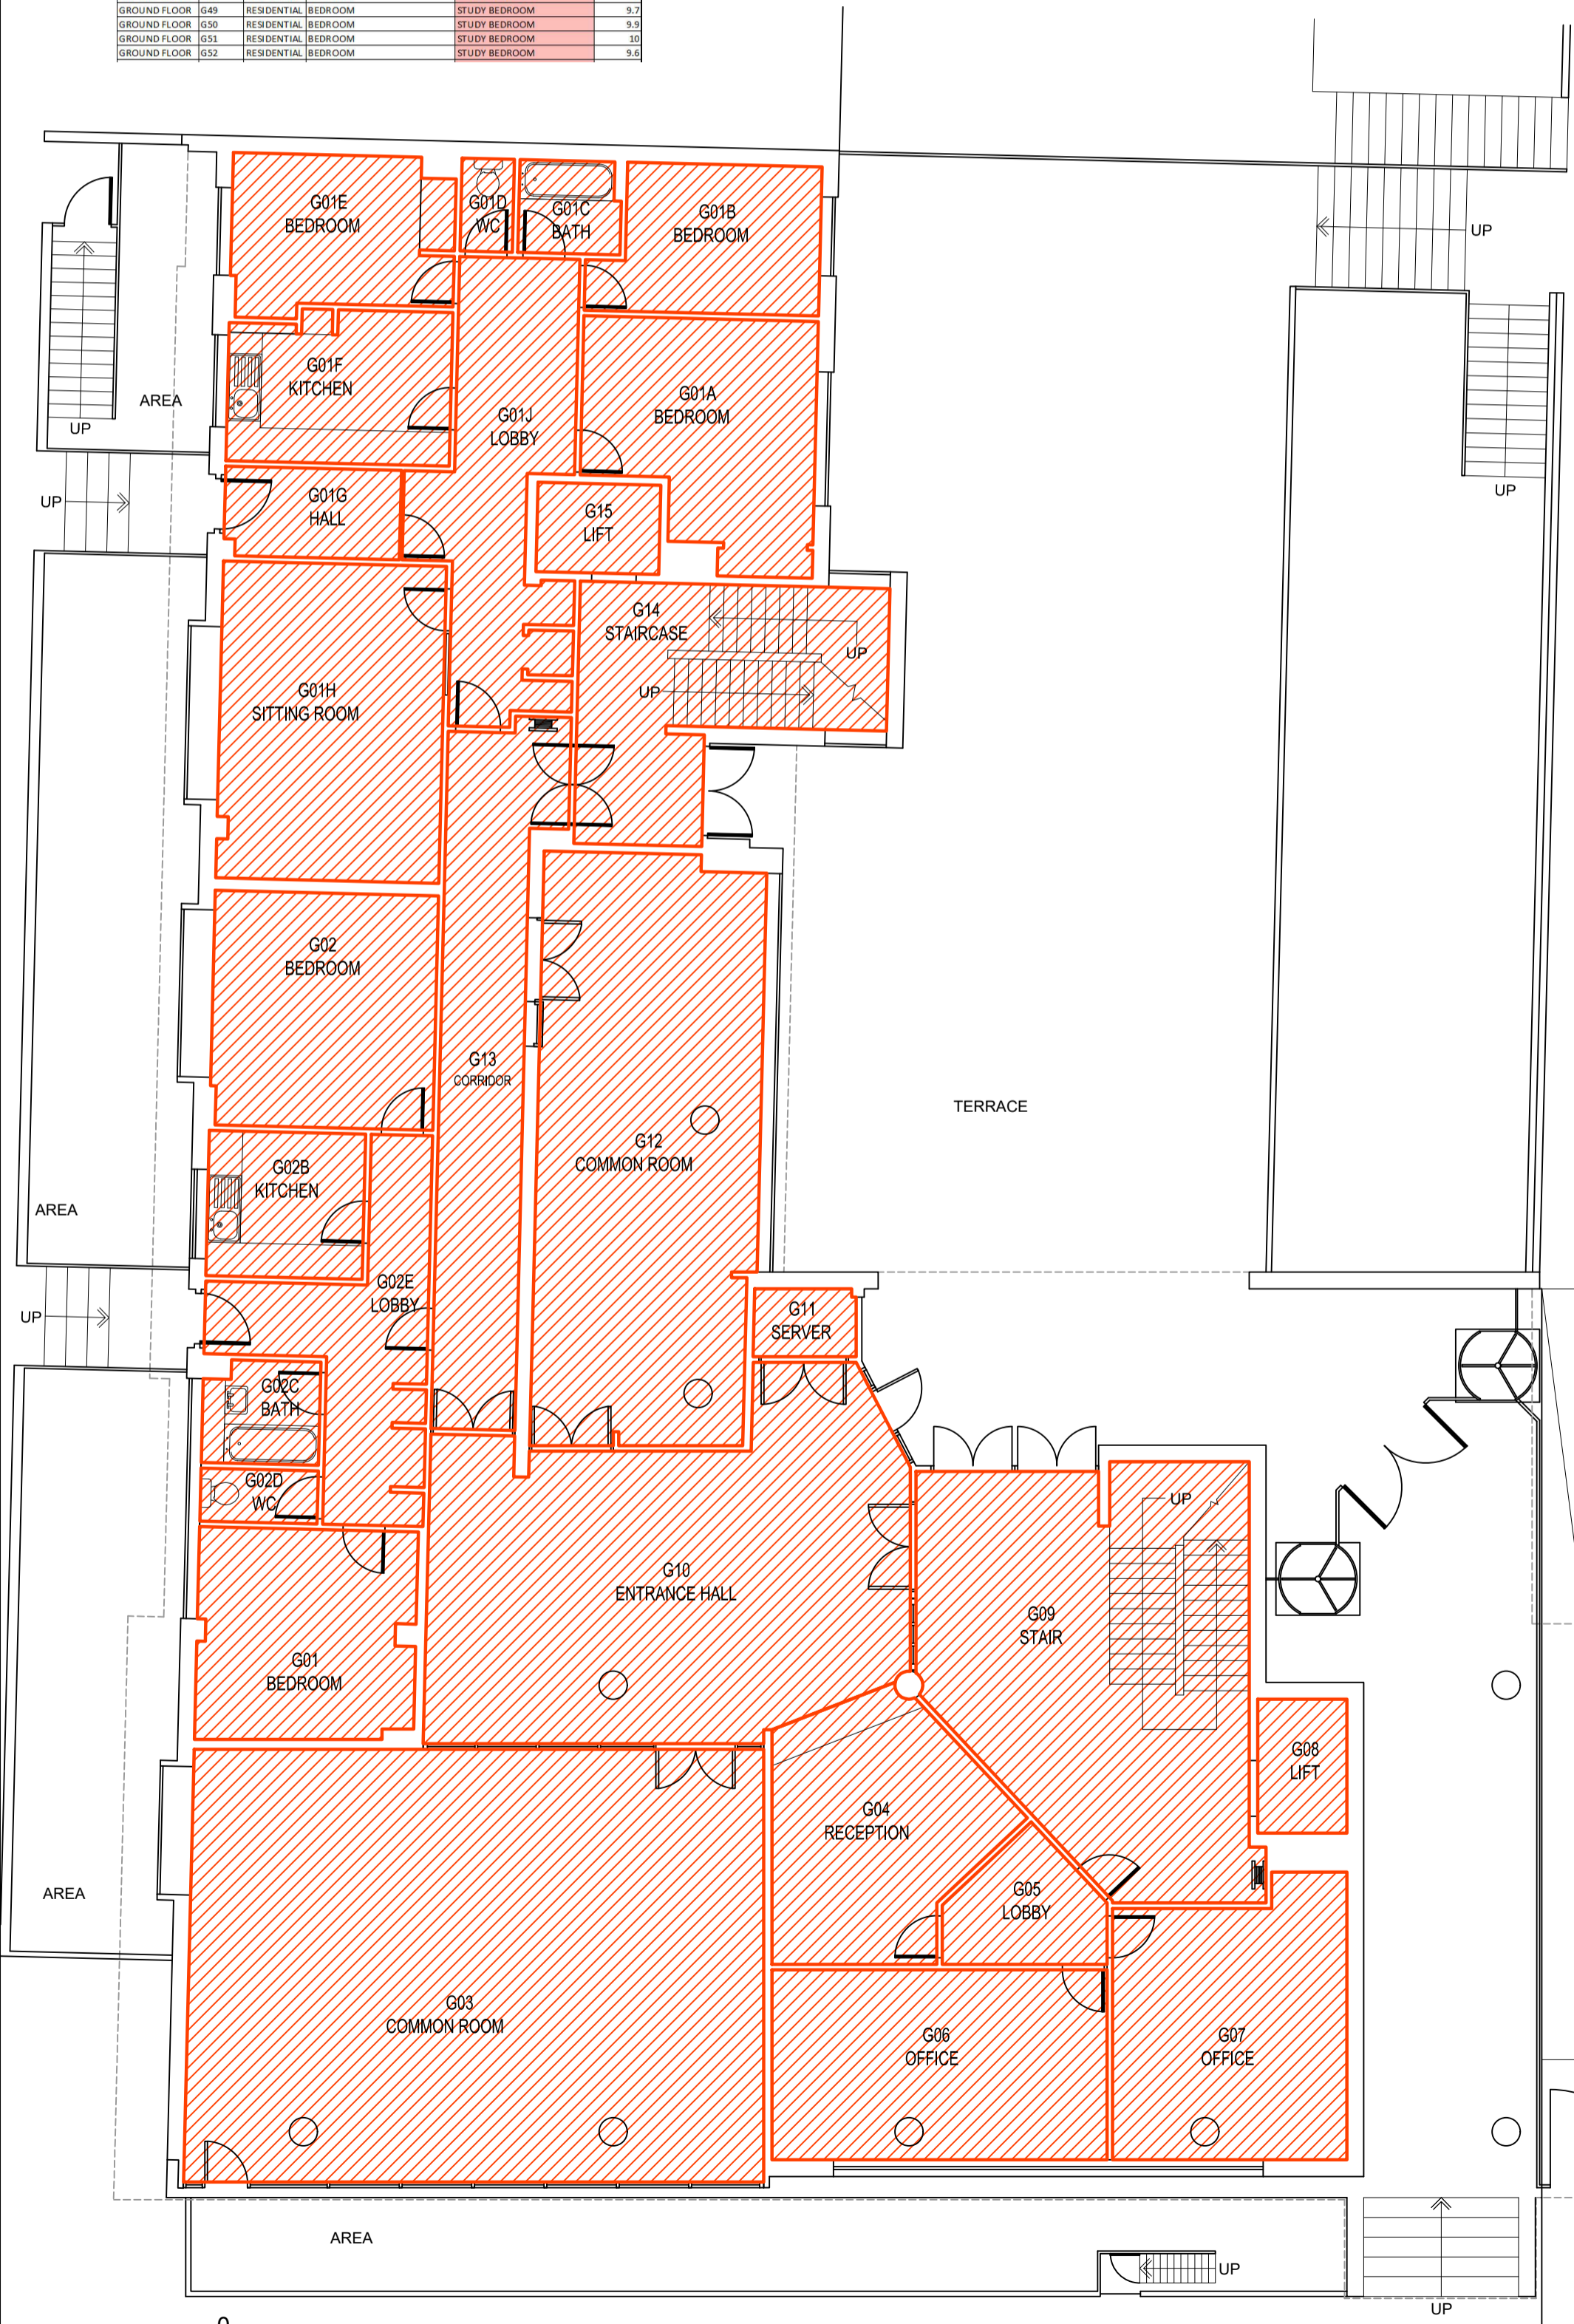 GROUND FLOOR G49 RESIDENTIAL BEDROOM STUDY BEDROOM 9.7
GROUND FLOOR G50 RESIDENTIAL BEDROOM STUDY BEDROOM 9.9
GROUND FLOOR G51 RESIDENTIAL BEDROOM STUDY BEDROOM 10
GROUND FLOOR G52 RESIDENTIAL BEDROOM STUDY BEDROOM 9.6
G01E
BEDROOM
G01D
WC
G01C
BATH
G01B
BEDROOM
UP
G01F
KITCHEN
G01A
BEDROOM
AREA
UP
G01J
LOBBY
UP
G01G
HALL
G15
LIFT
UP
G14
STAIRCASE
UP
UP
G01H
SITTING ROOM
G02
BEDROOM
G13
CORRIDOR
TERRACE
G12
COMMON ROOM
G02B
KITCHEN
AREA
G02E
LOBBY
UP
G11
SERVER
G02C
BATH
G02D
WC
UP
G10
ENTRANCE HALL
G09
STAIR
G01
BEDROOM
G08
LIFT
G04
RECEPTION
AREA
G05
LOBBY
G03
COMMON ROOM
G06
OFFICE
G07
OFFICE
AREA
UP
UP